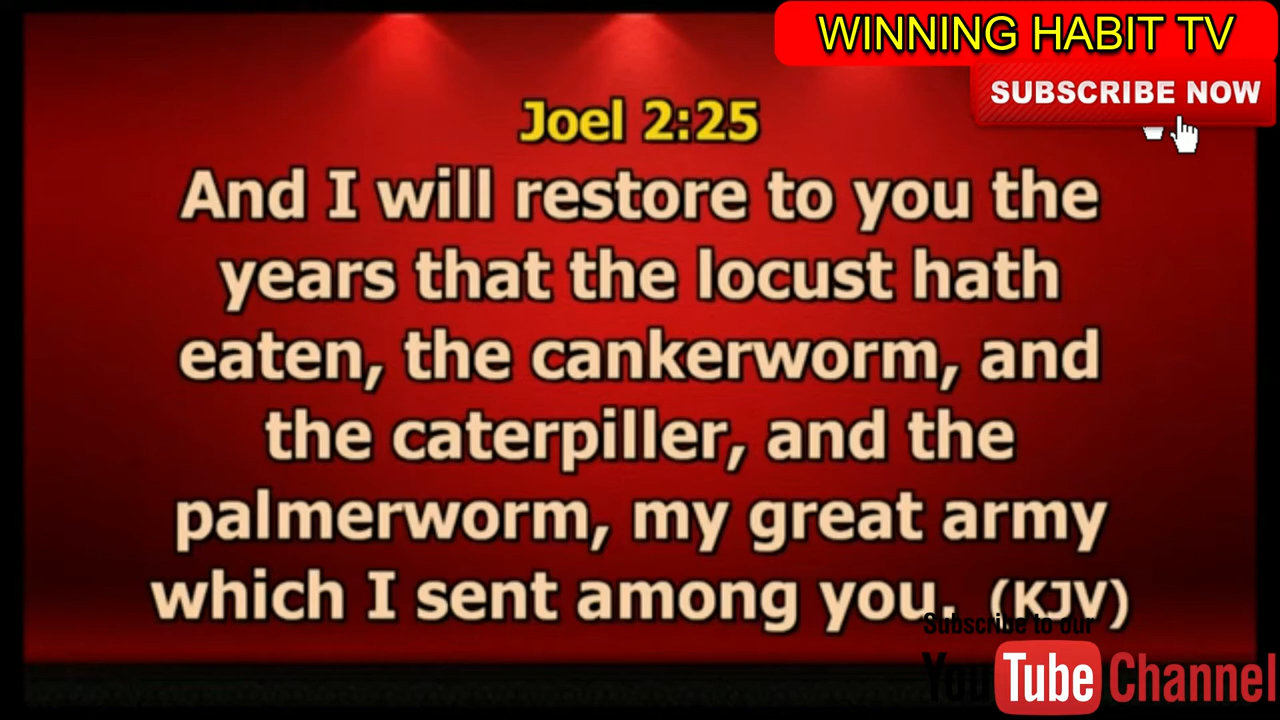 WINNING HABIT TV
SUBSCRIBE NOW
Joel 2:25
And I will restore to you the
years that the locust hath
eaten, the cankerworm, and
the caterpiller, and the
palmerworm, my great army
which I sent among you. (KJV)
Subscribe to our
YouTube Channel